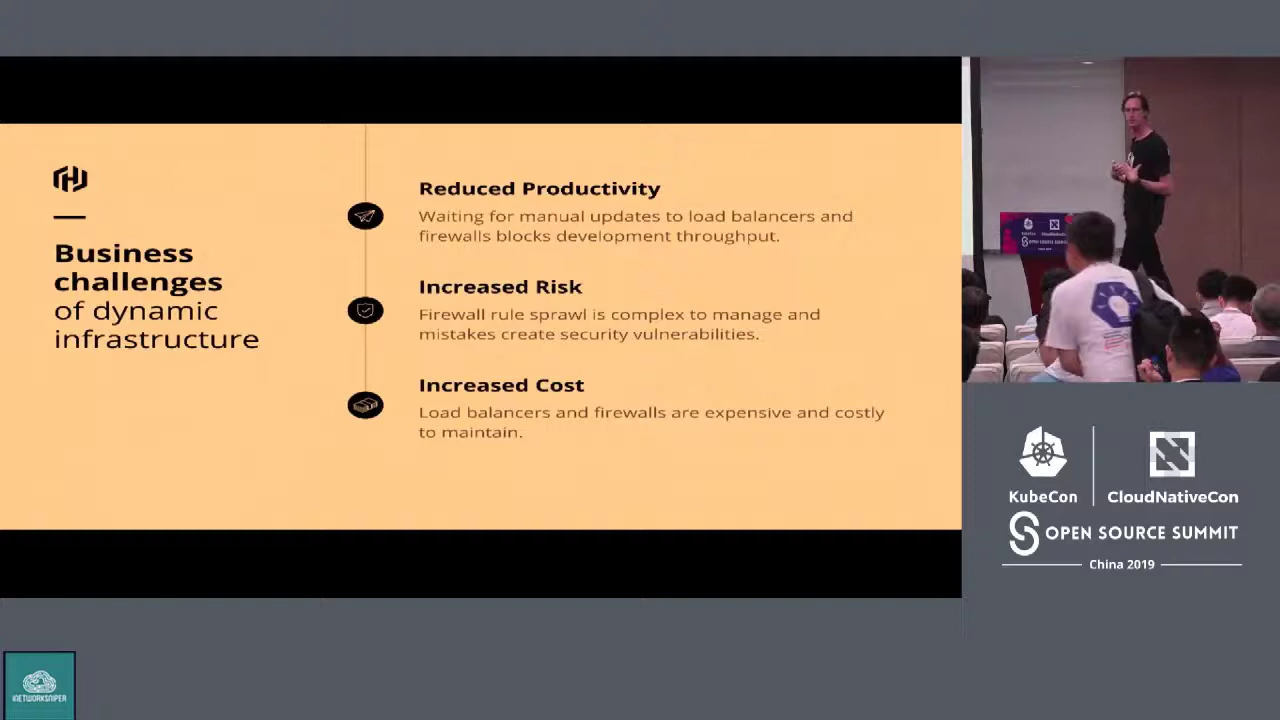 Business
challenges
of dynamic
infrastructure
Reduced Productivity
Waiting for manual updates to load balancers and
firewalls blocks development throughput.
Increased Risk
Firewall rule sprawl is complex to manage and
mistakes create security vulnerabilities.
Increased Cost
Load balancers and firewalls are expensive and costly
to maintain.
KubeCon
CloudNativeCon
OPEN SOURCE SUMMIT
China 2019
iNETWORKSNIPER